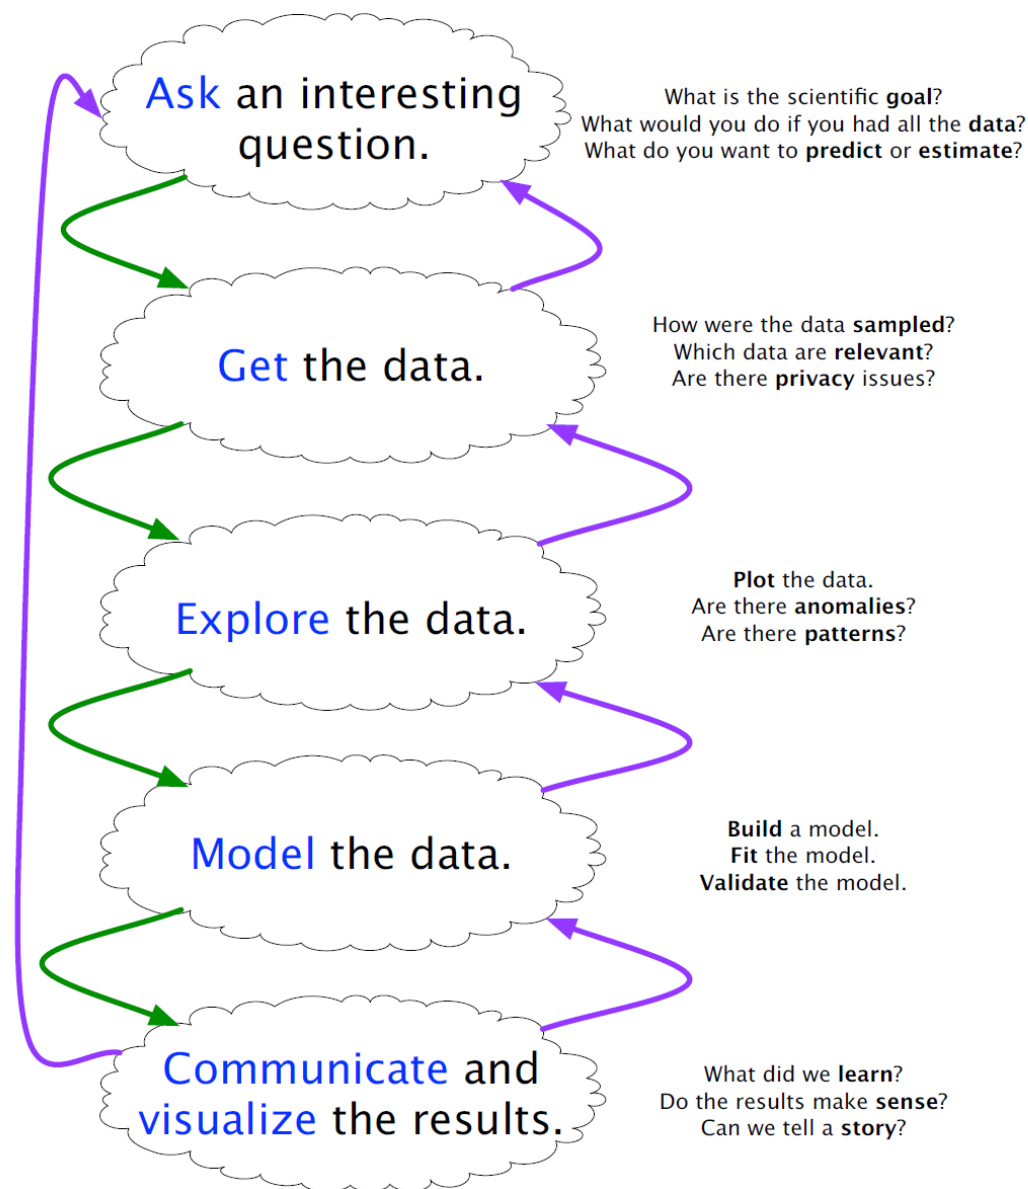 Ask an interesting
question.
What is the scientific goal?
What would you do if you had all the data?
What do you want to predict or estimate?
Get the data.
How were the data sampled?
Which data are relevant?
Are there privacy issues?
Explore the data.
Plot the data.
Are there anomalies?
Are there patterns?
Model the data.
Build a model.
Fit the model.
Validate the model.
Communicate and
visualize the results.
What did we learn?
Do the results make sense?
Can we tell a story?